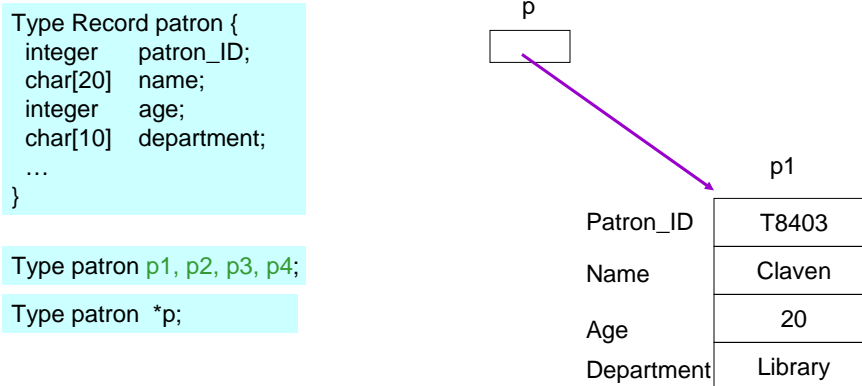 Type Record patron {
integer patron_ID;
char[20] name;
integer age;
char[10] department;
…
}
Type patron p1, p2, p3, p4;
Type patron *p;
p
p1
Patron_ID T8403
Name Claven
Age 20
Department Library